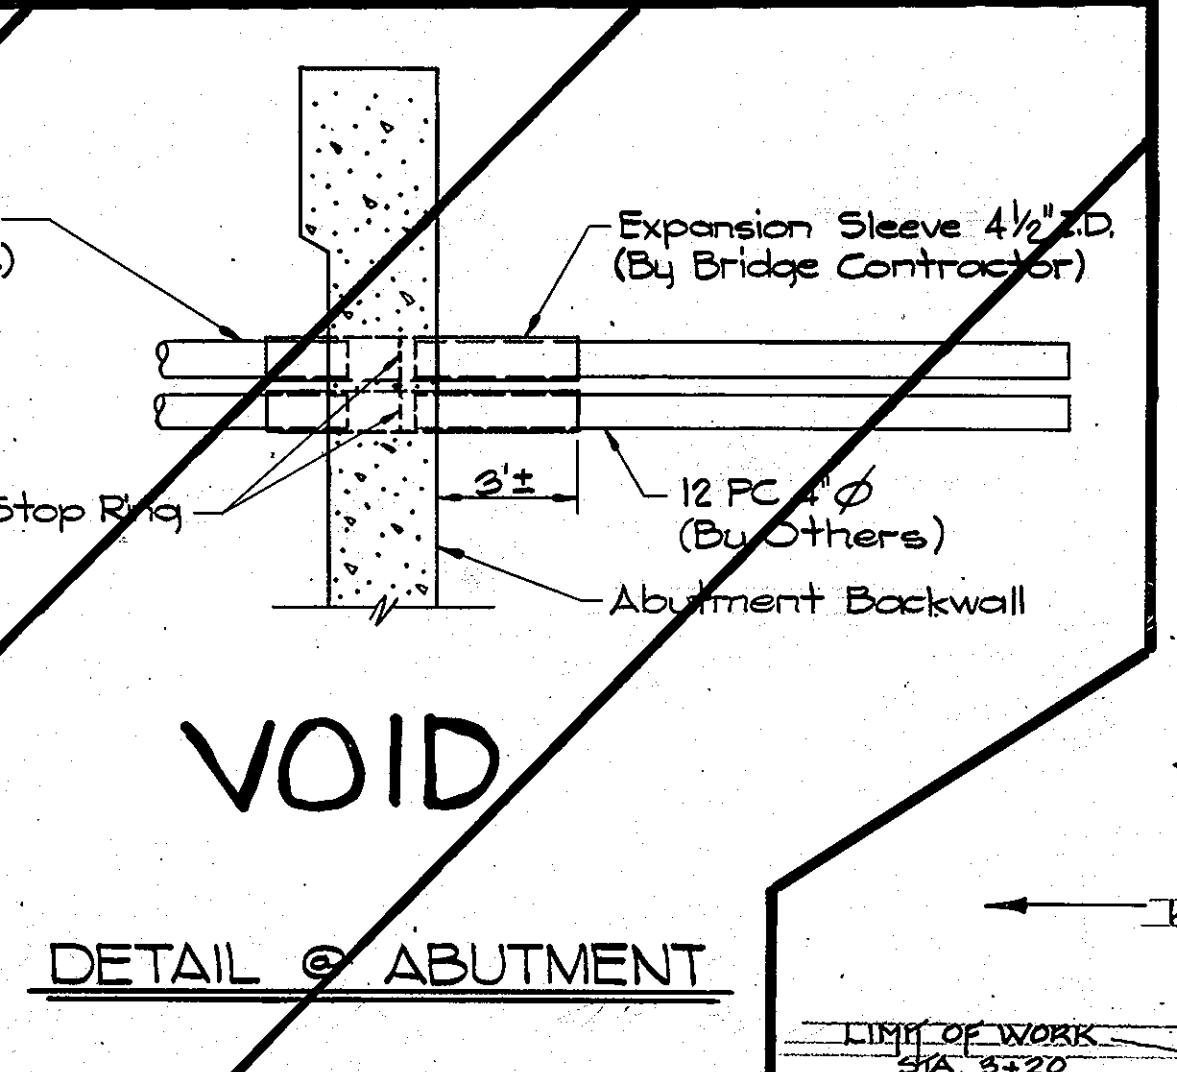 Expansion Sleeve 4½" I.D.
(By Bridge Contractor)
Stop Ring
3'±
12 PC 4" Ø
(By Others)
Abutment Backwall
VOID
DETAIL @ ABUTMENT
LIMIT OF WORK
STA. 3+20